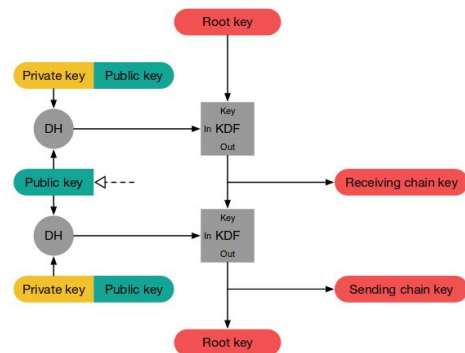 Root key
Private key Public key
Key
DH
In KDF
Out
Public key
Receiving chain key
Key
DH
In KDF
Out
Private key Public key
Sending chain key
Root key